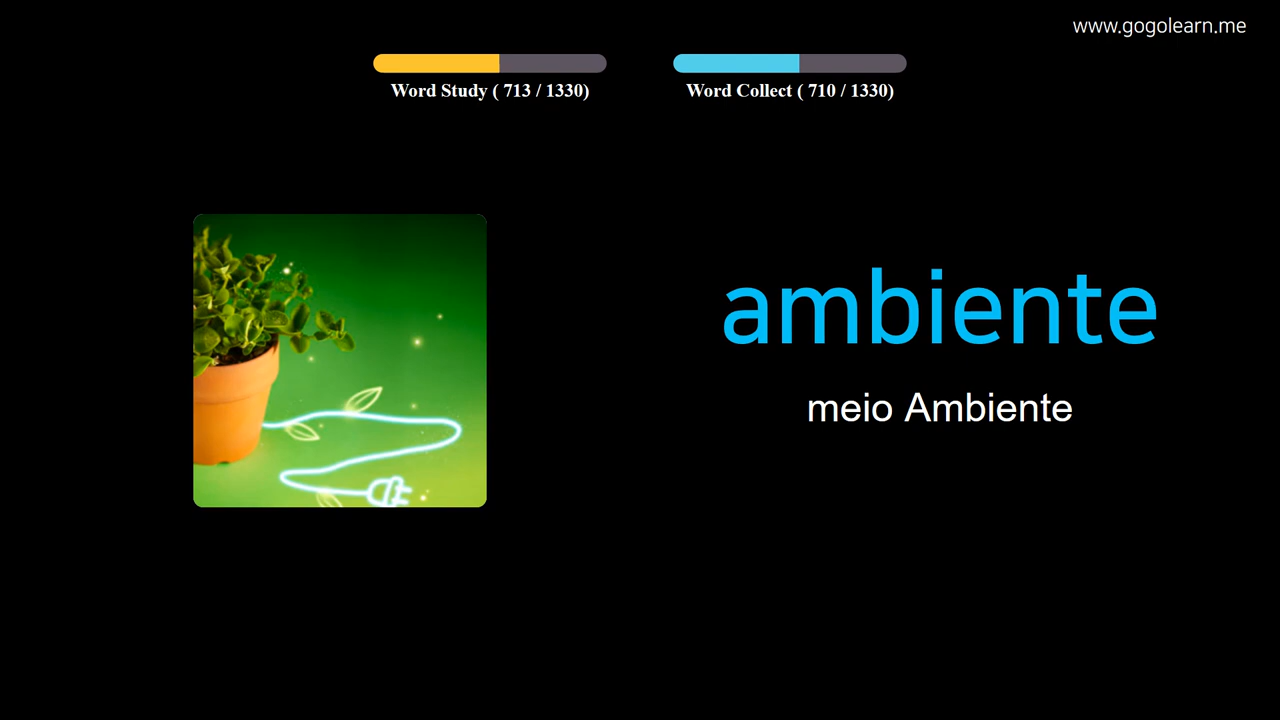 www.gogolearn.me
Word Study ( 713 / 1330)
Word Collect ( 710 / 1330)
ambiente
meio Ambiente